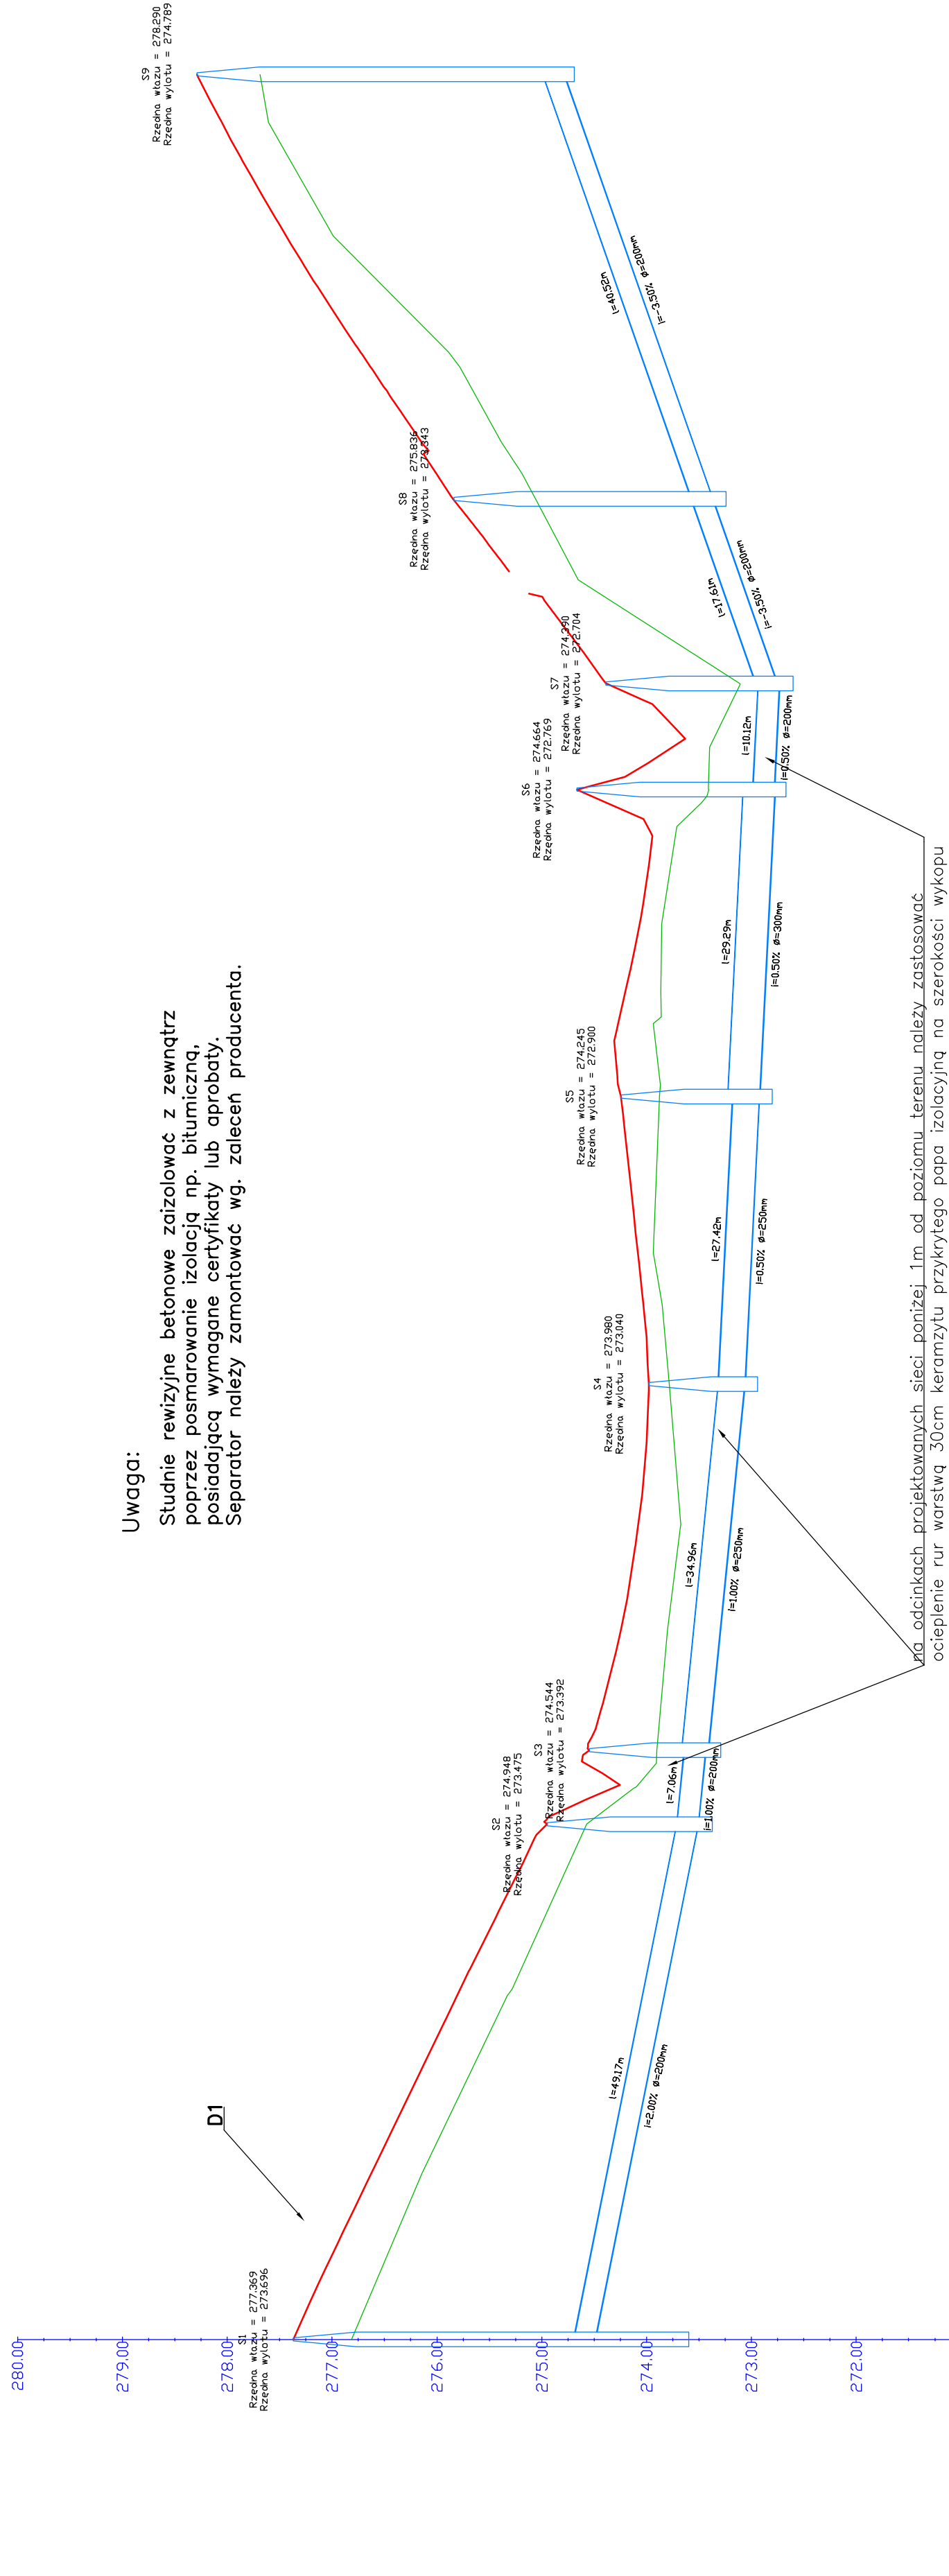 Uwaga:
Studnie rewizyjne betonowe zaizolować z zewnątrz
poprzez posmarowanie izolacją np. bitumiczną,
posiadającą wymagane certyfikaty lub aprobaty.
Separator należy zamontować wg. zaleceń producenta.
280.00
279.00
278.00
277.00
276.00
275.00
274.00
273.00
272.00
D1
S1
Rzędna włazu = 277.369
Rzędna wylotu = 273.696
l=49.17m
i=2.00% ø=200mm
S2
Rzędna włazu = 274.948
Rzędna wylotu = 273.475
l=7.06m
i=1.00% ø=200mm
S3
Rzędna włazu = 274.544
Rzędna wylotu = 273.392
l=34.96m
i=1.00% ø=250mm
S4
Rzędna włazu = 273.980
Rzędna wylotu = 273.040
l=27.42m
i=0.50% ø=250mm
S5
Rzędna włazu = 274.245
Rzędna wylotu = 272.900
l=29.29m
i=0.50% ø=300mm
S6
Rzędna włazu = 274.664
Rzędna wylotu = 272.769
l=10.12m
i=0.50% ø=200mm
S7
Rzędna włazu = 274.390
Rzędna wylotu = 272.704
l=17.61m
i=-3.50% ø=200mm
S8
Rzędna włazu = 275.836
Rzędna wylotu = 273.343
l=40.52m
i=-3.50% ø=200mm
S9
Rzędna włazu = 278.290
Rzędna wylotu = 274.789
na odcinkach projektowanych sieci poniżej 1m od poziomu terenu należy zastosować
ocieplenie rur warstwą 30cm keramzytu przykrytego papa izolacyjną na szerokości wykopu